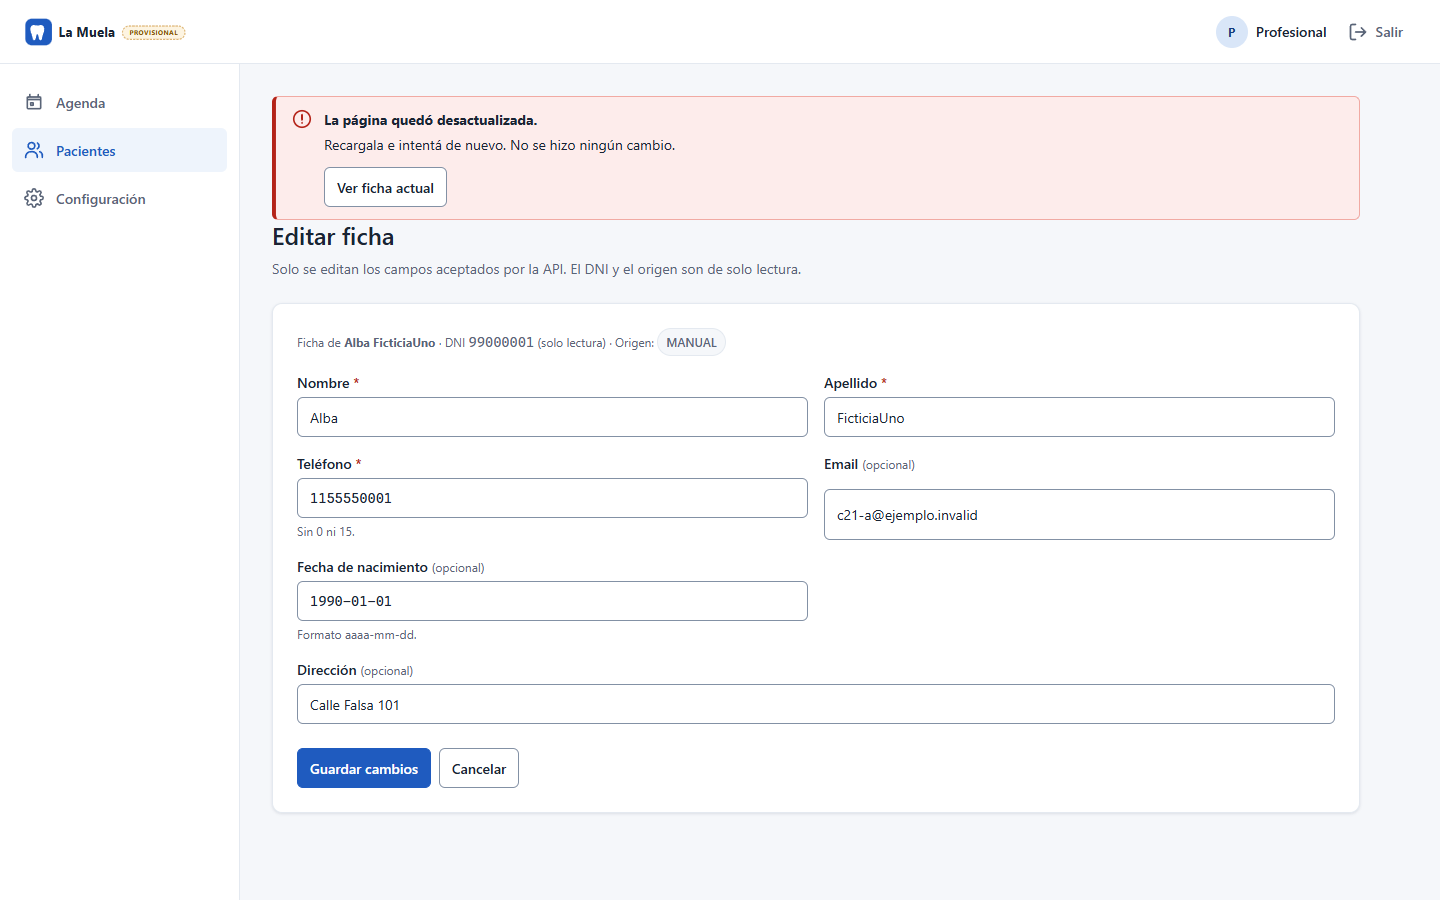 La Muela PROVISIONAL
P Profesional Salir
Agenda
Pacientes
Configuración
La página quedó desactualizada.
Recargala e intentá de nuevo. No se hizo ningún cambio.
Ver ficha actual
Editar ficha
Solo se editan los campos aceptados por la API. El DNI y el origen son de solo lectura.
Ficha de Alba FicticiaUno · DNI 99000001 (solo lectura) · Origen: MANUAL
Nombre * Apellido *
Alba FicticiaUno
Teléfono * Email (opcional)
1155550001 c21-a@ejemplo.invalid
Sin 0 ni 15.
Fecha de nacimiento (opcional)
1990-01-01
Formato aaaa-mm-dd.
Dirección (opcional)
Calle Falsa 101
Guardar cambios Cancelar